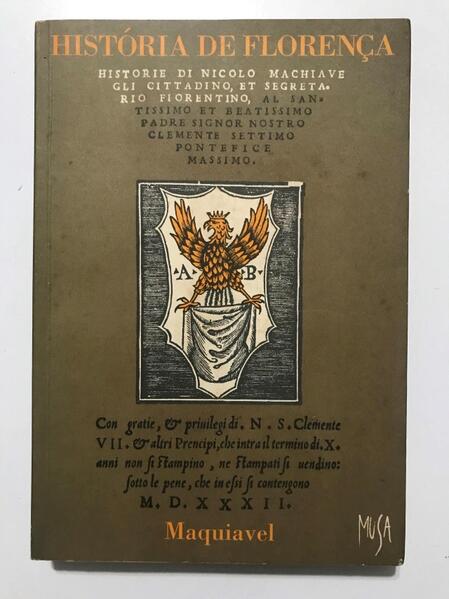 HISTÓRIA DE FLORENÇA
HISTORIE DI NICOLO MACHIAVE
GLI CITTADINO, ET SEGRETA-
RIO FIORENTINO, AL SAN-
TISSIMO ET BEATISSIMO
PADRE SIGNOR NOSTRO
CLEMENTE SETTIMO
PONTEFICE
MASSIMO.
A B
Con gratie, & priuilegi di. N. S. Clemente
VII. & altri Prencipi, che intra il termino di. X.
anni non ſi ſtampino, ne ſtampati ſi uendino:
ſotto le pene, che in eſſi ſi contengono
M. D. XXXII.
Maquiavel
MUSA